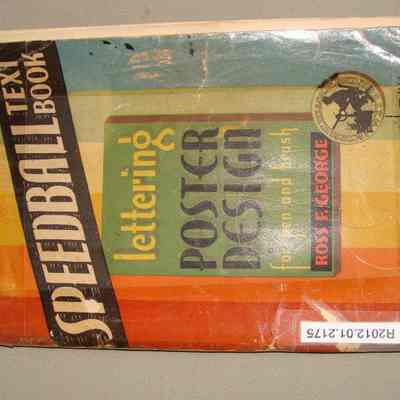 SPEEDBALL
TEXT
BOOK
lettering
POSTER
DESIGN
for pen and brush
ROSS F. GEORGE
R2012.01.2175